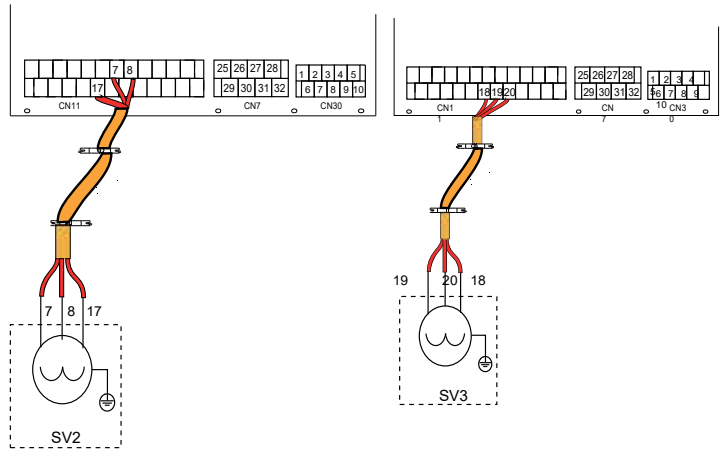 7 8
17
25 26 27 28
29 30 31 32
1 2 3 4 5
6 7 8 9 10
CN11 CN7 CN30
7 8 17
SV2
18 19 20
25 26 27 28
29 30 31 32
1 2 3 4
5 6 7 8 9
10
CN1
1
CN
7
CN3
0
19 20 18
SV3